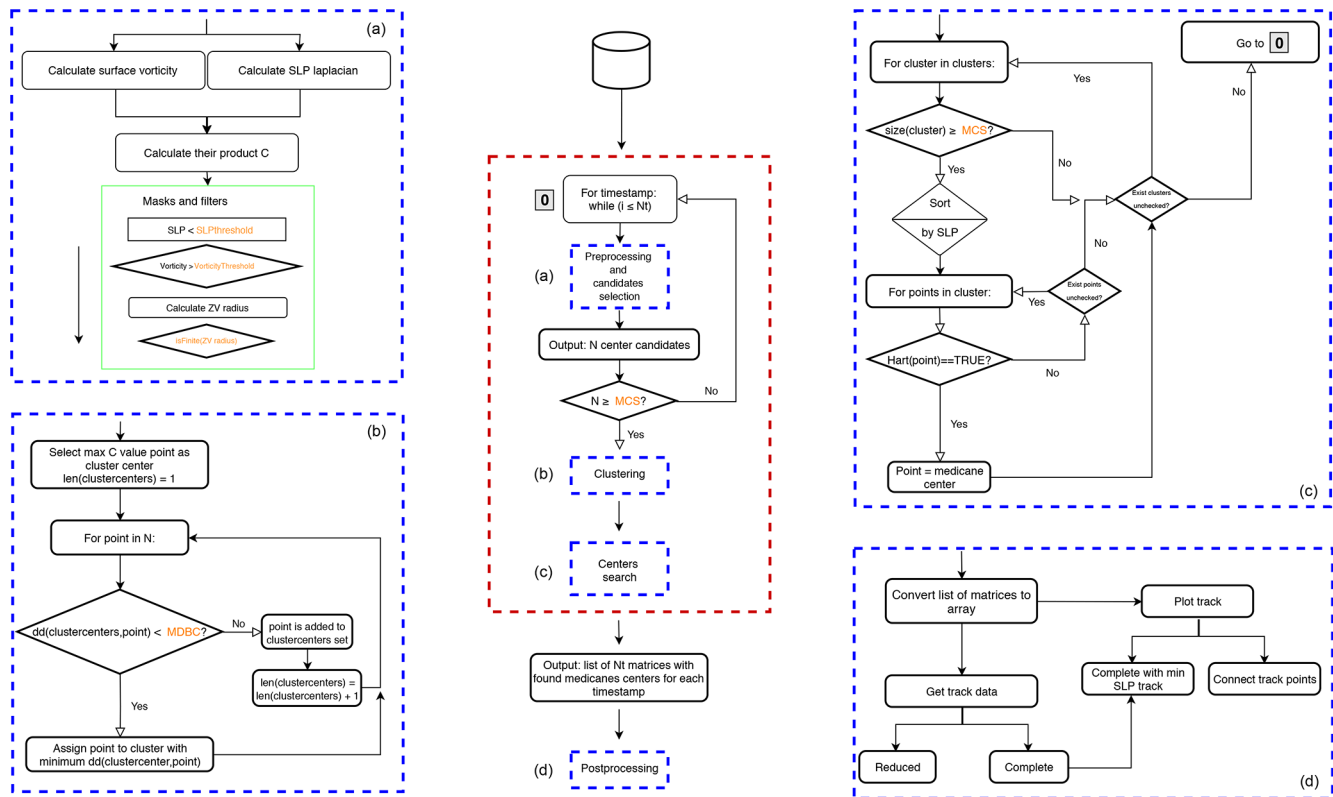 (a)
Calculate surface vorticity
Calculate SLP laplacian
Calculate their product C
Masks and filters
SLP < SLPthreshold
Vorticity > VorticityThreshold
Calculate ZV radius
isFinite(ZV radius)
(b)
Select max C value point as
cluster center
len(clustercenters) = 1
For point in N:
dd(clustercenters,point) < MDBC?
No
point is added to
clustercenters set
len(clustercenters) =
len(clustercenters) + 1
Yes
Assign point to cluster with
minimum dd(clustercenter,point)
0
For timestamp:
while (i ≤ Nt)
(a)
Preprocessing
and
candidates
selection
Output: N center candidates
N ≥ MCS?
No
Yes
(b)
Clustering
(c)
Centers
search
Output: list of Nt matrices with
found medicanes centers for each
timestamp
(d)
Postprocessing
For cluster in clusters:
Yes
Go to 0
No
size(cluster) ≥ MCS?
No
Yes
Exist clusters
unchecked?
Sort
by SLP
No
For points in cluster:
Yes
Exist points
unchecked?
Hart(point)==TRUE?
No
Yes
Point = medicane
center
(c)
Convert list of matrices to
array
Plot track
Complete with min
SLP track
Connect track points
Get track data
Reduced
Complete
(d)